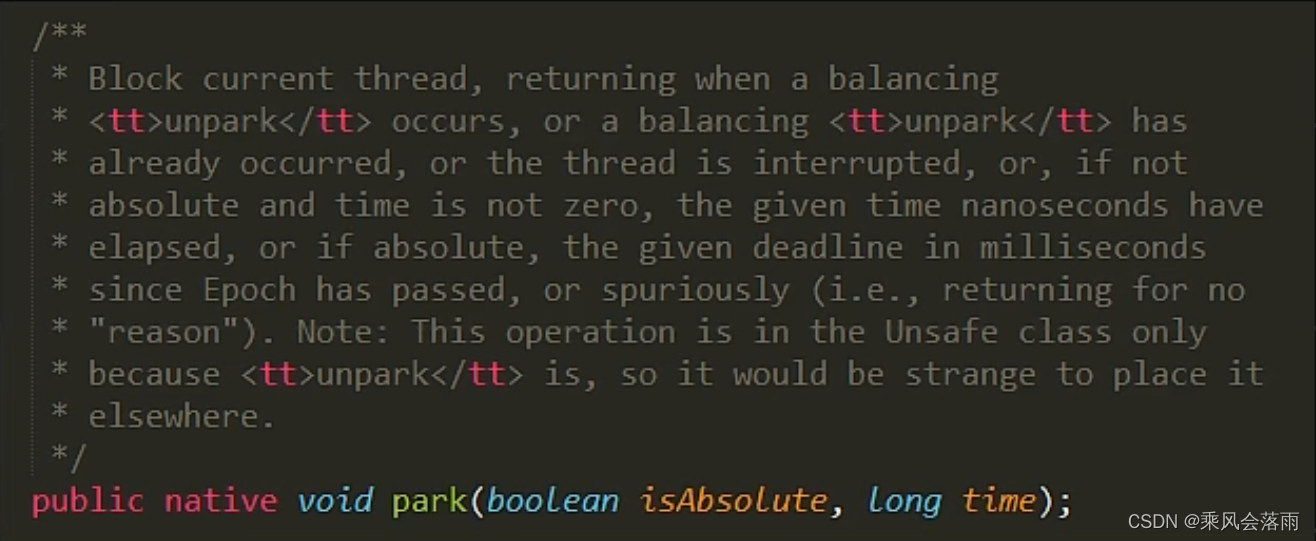 /**
* Block current thread, returning when a balancing
* <tt>unpark</tt> occurs, or a balancing <tt>unpark</tt> has
* already occurred, or the thread is interrupted, or, if not
* absolute and time is not zero, the given time nanoseconds have
* elapsed, or if absolute, the given deadline in milliseconds
* since Epoch has passed, or spuriously (i.e., returning for no
* "reason"). Note: This operation is in the Unsafe class only
* because <tt>unpark</tt> is, so it would be strange to place it
* elsewhere.
*/
public native void park(boolean isAbsolute, long time);
CSDN @乘风会落雨